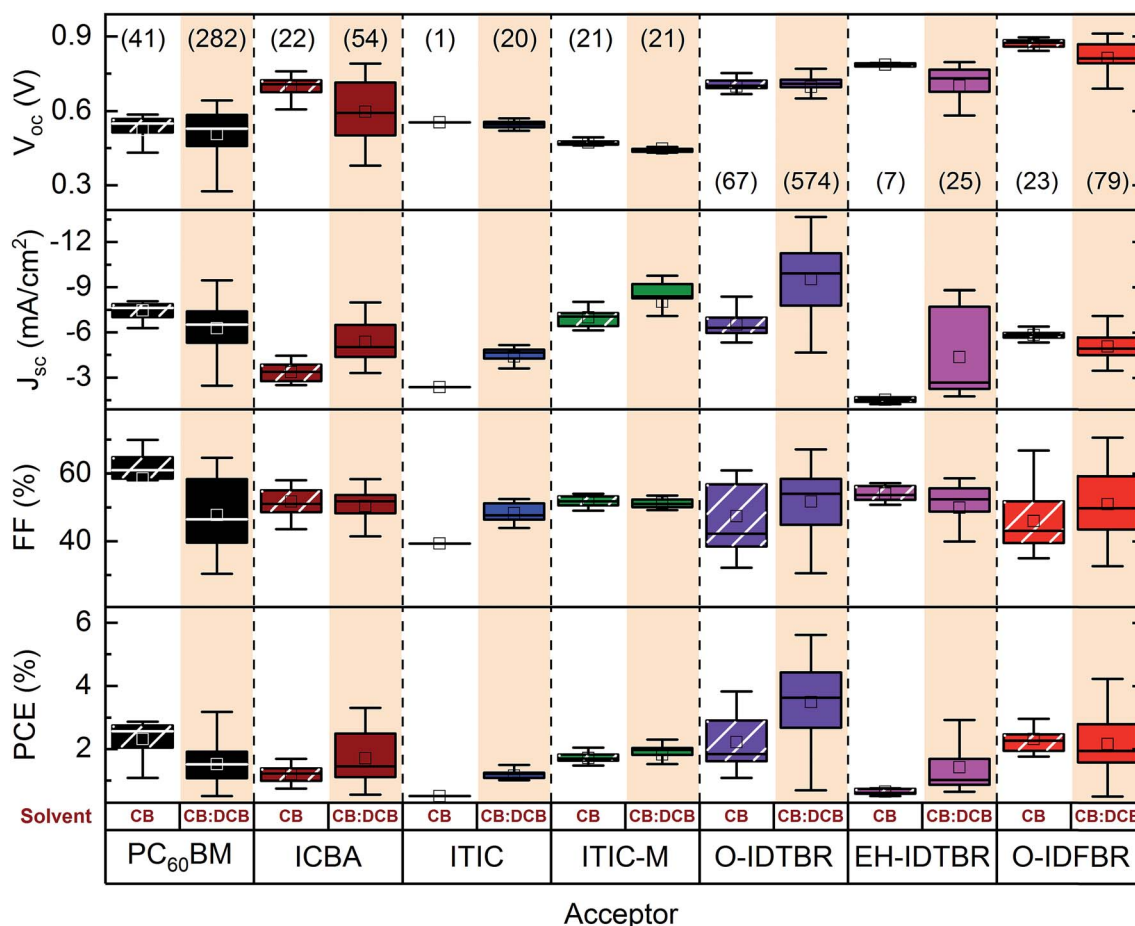 (41) (282) (22) (54) (1) (20) (21) (21)
0.9
V_oc (V)
0.6
0.3
(67) (574) (7) (25) (23) (79)
-12
J_sc (mA/cm²)
-9
-6
-3
FF (%)
60
40
PCE (%)
6
4
2
Solvent CB CB:DCB CB CB:DCB CB CB:DCB CB CB:DCB CB CB:DCB CB CB:DCB CB CB:DCB
PC₆₀BM ICBA ITIC ITIC-M O-IDTBR EH-IDTBR O-IDFBR
Acceptor